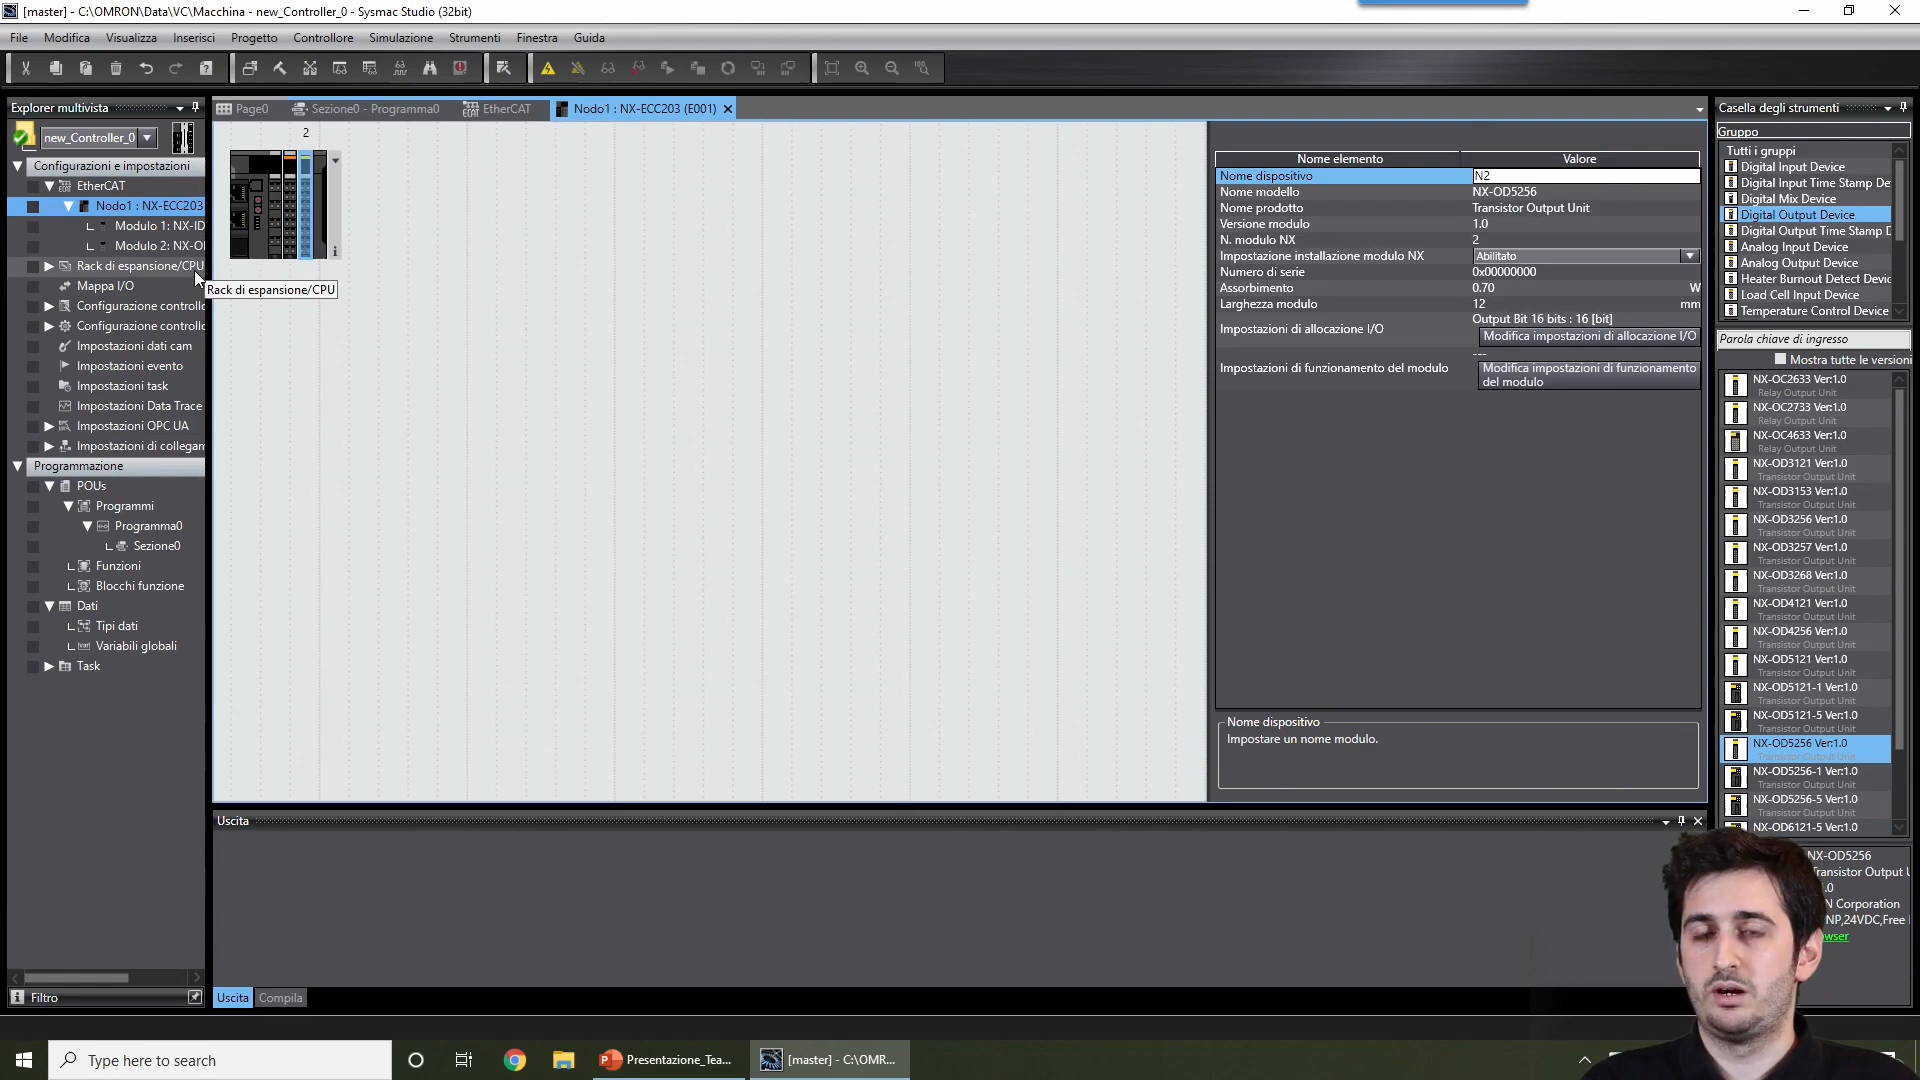 [master] - C:\OMRON\Data\VC\Macchina - new_Controller_0 - Sysmac Studio (32bit)
File Modifica Visualizza Inserisci Progetto Controllore Simulazione Strumenti Finestra Guida
Explorer multivista
new_Controller_0
Configurazioni e impostazioni
EtherCAT
Nodo1 : NX-ECC203
Modulo 1: NX-ID
Modulo 2: NX-O
Rack di espansione/CPU
Mappa I/O
Configurazione controllo
Configurazione controllo
Impostazioni dati cam
Impostazioni evento
Impostazioni task
Impostazioni Data Trace
Impostazioni OPC UA
Impostazioni di collegam
Programmazione
POUs
Programmi
Programma0
Sezione0
Funzioni
Blocchi funzione
Dati
Tipi dati
Variabili globali
Task
Filtro
Rack di espansione/CPU
Page0 Sezione0 - Programma0 EtherCAT Nodo1 : NX-ECC203 (E001)
2
Nome elemento Valore
Nome dispositivo N2
Nome modello NX-OD5256
Nome prodotto Transistor Output Unit
Versione modulo 1.0
N. modulo NX 2
Impostazione installazione modulo NX Abilitato
Numero di serie 0x00000000
Assorbimento 0.70 W
Larghezza modulo 12 mm
Impostazioni di allocazione I/O Output Bit 16 bits : 16 [bit]
Modifica impostazioni di allocazione I/O
---
Impostazioni di funzionamento del modulo Modifica impostazioni di funzionamento
del modulo
Nome dispositivo
Impostare un nome modulo.
Uscita
Uscita Compila
Casella degli strumenti
Gruppo
Tutti i gruppi
Digital Input Device
Digital Input Time Stamp De
Digital Mix Device
Digital Output Device
Digital Output Time Stamp D
Analog Input Device
Analog Output Device
Heater Burnout Detect Devic
Load Cell Input Device
Temperature Control Device
Parola chiave di ingresso
Mostra tutte le versioni
NX-OC2633 Ver:1.0
Relay Output Unit
NX-OC2733 Ver:1.0
Relay Output Unit
NX-OC4633 Ver:1.0
Relay Output Unit
NX-OD3121 Ver:1.0
Transistor Output Unit
NX-OD3153 Ver:1.0
Transistor Output Unit
NX-OD3256 Ver:1.0
Transistor Output Unit
NX-OD3257 Ver:1.0
Transistor Output Unit
NX-OD3268 Ver:1.0
Transistor Output Unit
NX-OD4121 Ver:1.0
Transistor Output Unit
NX-OD4256 Ver:1.0
Transistor Output Unit
NX-OD5121 Ver:1.0
Transistor Output Unit
NX-OD5121-1 Ver:1.0
Transistor Output Unit
NX-OD5121-5 Ver:1.0
Transistor Output Unit
NX-OD5256 Ver:1.0
Transistor Output Unit
NX-OD5256-1 Ver:1.0
Transistor Output Unit
NX-OD5256-5 Ver:1.0
Transistor Output Unit
NX-OD6121-5 Ver:1.0
NX-OD5256
Transistor Output U
.0
N Corporation
NP,24VDC,Free
wser
Type here to search
Presentazione_Tea...
[master] - C:\OMR...